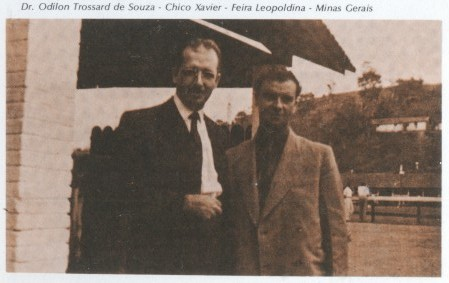 Dr. Odilon Trossard de Souza - Chico Xavier - Feira Leopoldina - Minas Gerais